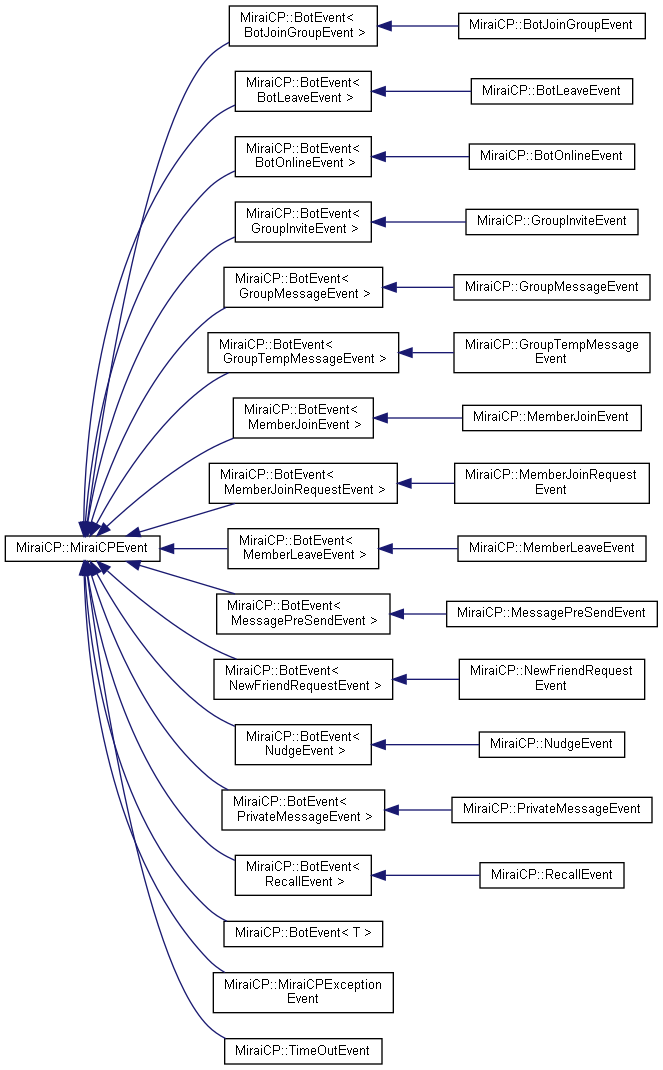 MiraiCP::BotEvent<
BotJoinGroupEvent >
MiraiCP::BotJoinGroupEvent
MiraiCP::BotEvent<
BotLeaveEvent >
MiraiCP::BotLeaveEvent
MiraiCP::BotEvent<
BotOnlineEvent >
MiraiCP::BotOnlineEvent
MiraiCP::BotEvent<
GroupInviteEvent >
MiraiCP::GroupInviteEvent
MiraiCP::BotEvent<
GroupMessageEvent >
MiraiCP::GroupMessageEvent
MiraiCP::BotEvent<
GroupTempMessageEvent >
MiraiCP::GroupTempMessage
Event
MiraiCP::BotEvent<
MemberJoinEvent >
MiraiCP::MemberJoinEvent
MiraiCP::BotEvent<
MemberJoinRequestEvent >
MiraiCP::MemberJoinRequest
Event
MiraiCP::MiraiCPEvent
MiraiCP::BotEvent<
MemberLeaveEvent >
MiraiCP::MemberLeaveEvent
MiraiCP::BotEvent<
MessagePreSendEvent >
MiraiCP::MessagePreSendEvent
MiraiCP::BotEvent<
NewFriendRequestEvent >
MiraiCP::NewFriendRequest
Event
MiraiCP::BotEvent<
NudgeEvent >
MiraiCP::NudgeEvent
MiraiCP::BotEvent<
PrivateMessageEvent >
MiraiCP::PrivateMessageEvent
MiraiCP::BotEvent<
RecallEvent >
MiraiCP::RecallEvent
MiraiCP::BotEvent< T >
MiraiCP::MiraiCPException
Event
MiraiCP::TimeOutEvent